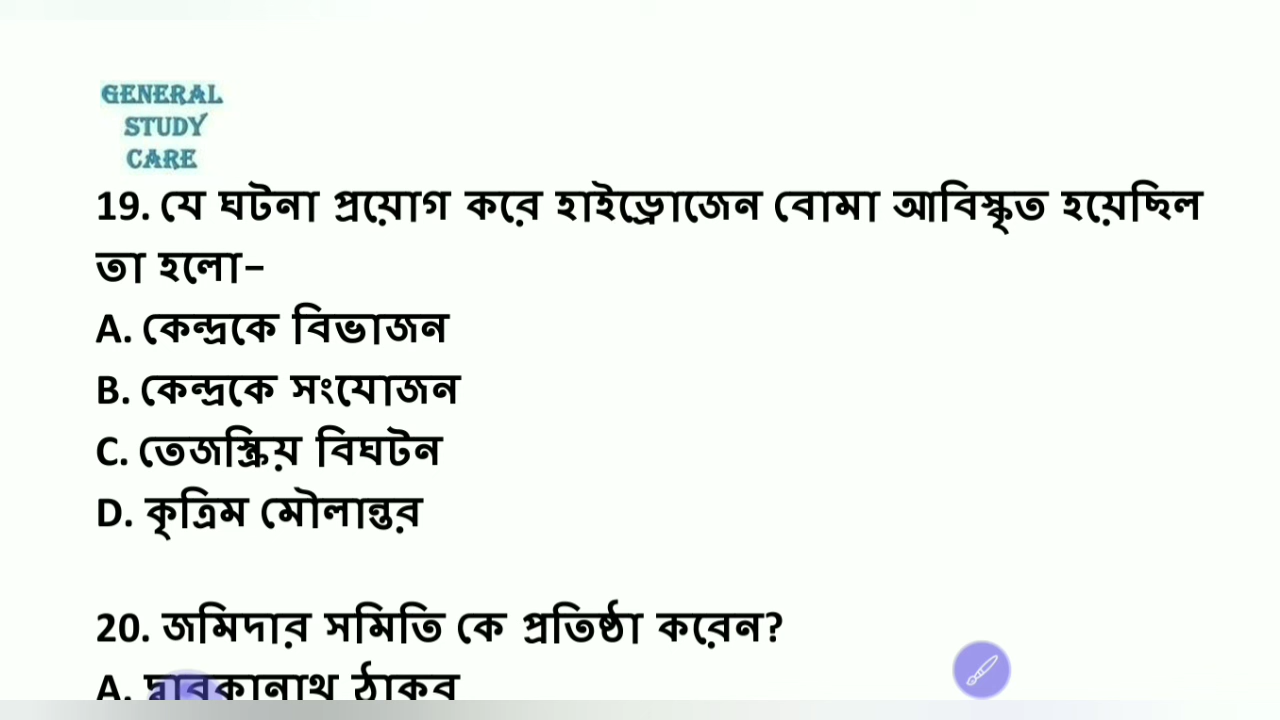 GENERAL
STUDY
CARE
19. যে ঘটনা প্রয়োগ করে হাইড্রোজেন বোমা আবিস্কৃত হয়েছিল
তা হলো–
A. কেন্দ্রকে বিভাজন
B. কেন্দ্রকে সংযোজন
C. তেজস্ক্রিয় বিঘটন
D. কৃত্রিম মৌলান্তর
20. জমিদার সমিতি কে প্রতিষ্ঠা করেন?
A. দ্বারকানাথ ঠাকুর